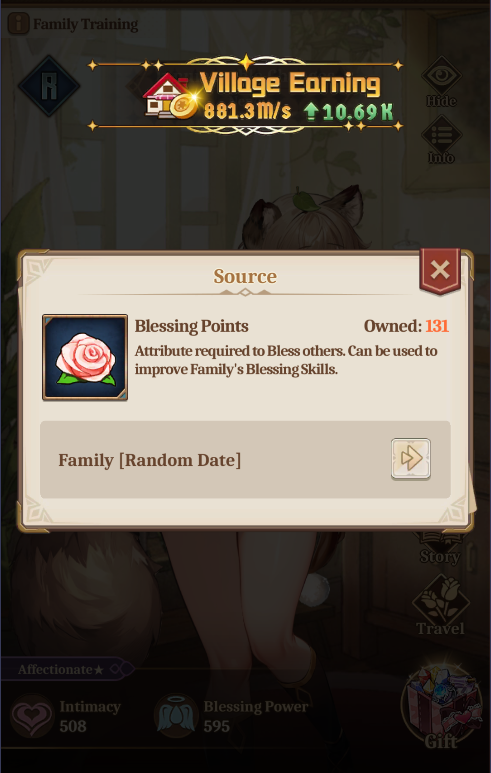 Family Training
R
Village Earning
881.3M/s 10.69K
Hide
Info
Source
Blessing Points
Owned: 131
Attribute required to Bless others. Can be used to
improve Family's Blessing Skills.
Family [Random Date]
Story
Travel
Affectionate★
Intimacy
508
Blessing Power
595
Gift